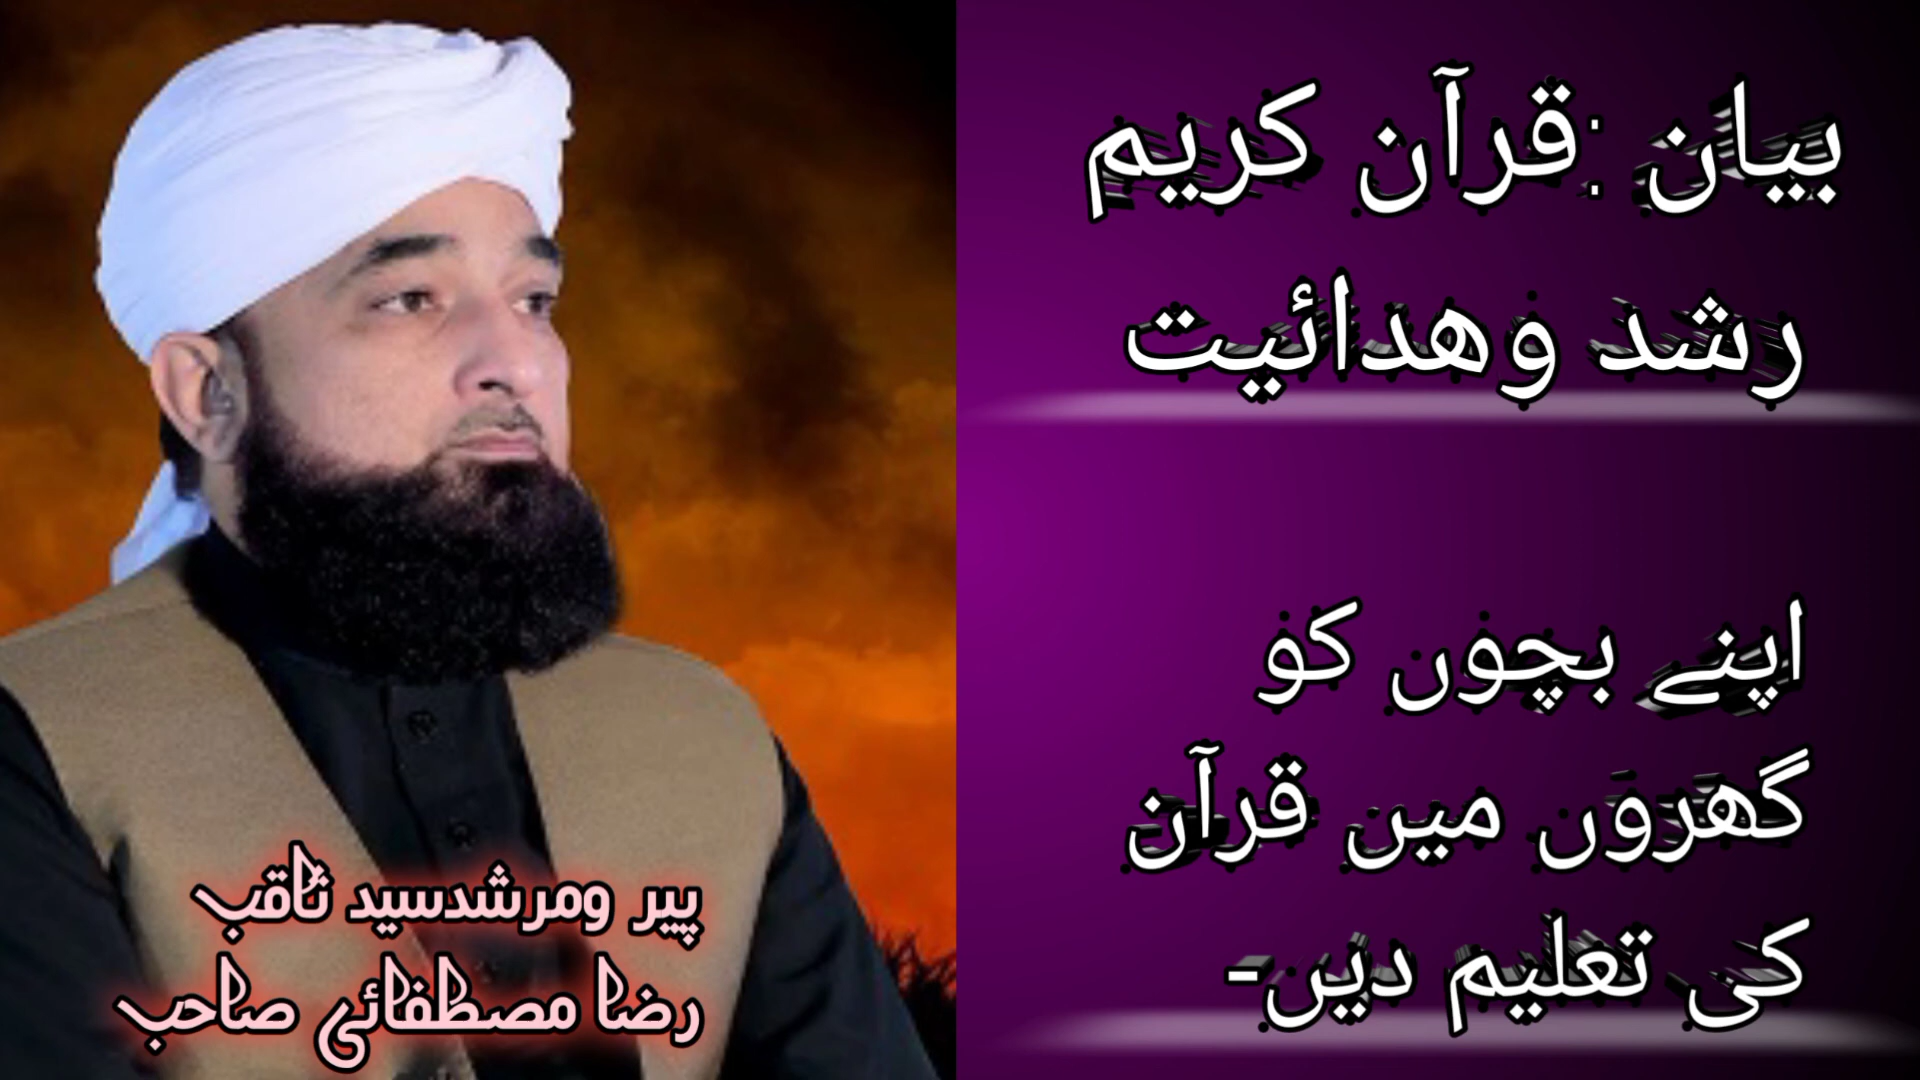 بیان :قرآن کریم
رشد وھدائیت
اپنے بچوں کو
گھروں میں قرآن
کی تعلیم دیں-
پیر ومرشدسید ثاقب
رضا مصطفائی صاحب